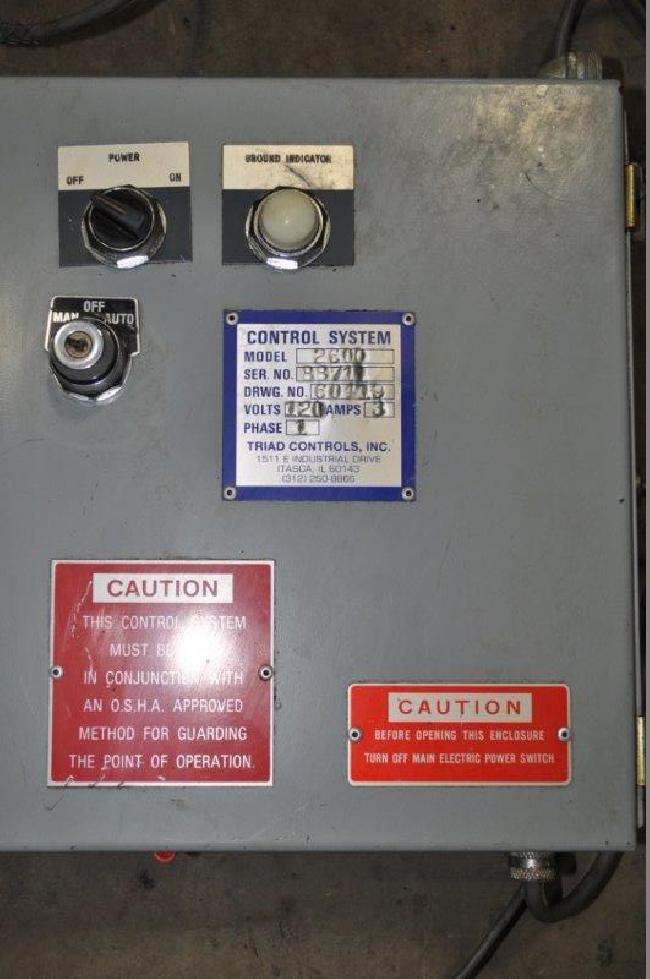 POWER
OFF ON
GROUND INDICATOR
OFF
MAN AUTO
CONTROL SYSTEM
MODEL 2600
SER. NO.
DRWG. NO.
VOLTS 120 AMPS 3
PHASE 1
TRIAD CONTROLS, INC.
1511 E INDUSTRIAL DRIVE
ITASCA, IL 60143
(312) 250-8806
CAUTION
THIS CONTROL SYSTEM
MUST BE
IN CONJUNCTION WITH
AN O.S.H.A. APPROVED
METHOD FOR GUARDING
THE POINT OF OPERATION.
CAUTION
BEFORE OPENING THIS ENCLOSURE
TURN OFF MAIN ELECTRIC POWER SWITCH